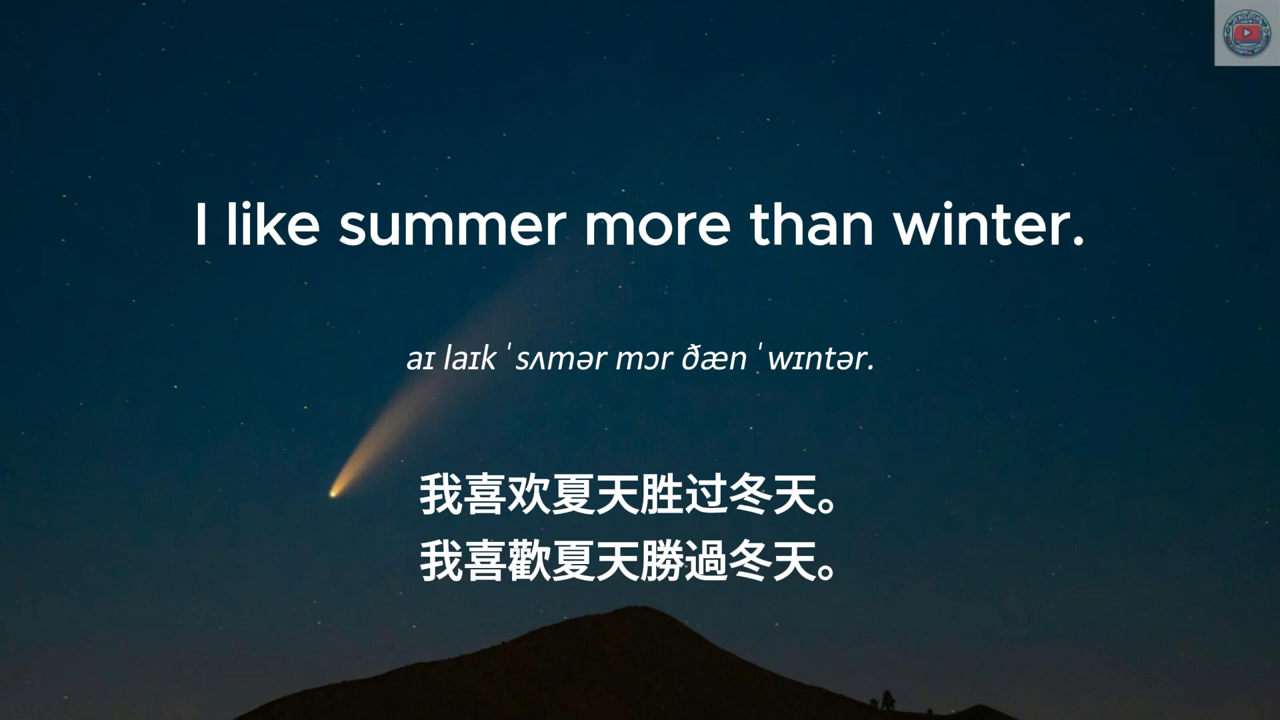 I like summer more than winter.
aɪ laɪk ˈsʌmər mɔr ðæn ˈwɪntər.
我喜欢夏天胜过冬天。
我喜歡夏天勝過冬天。